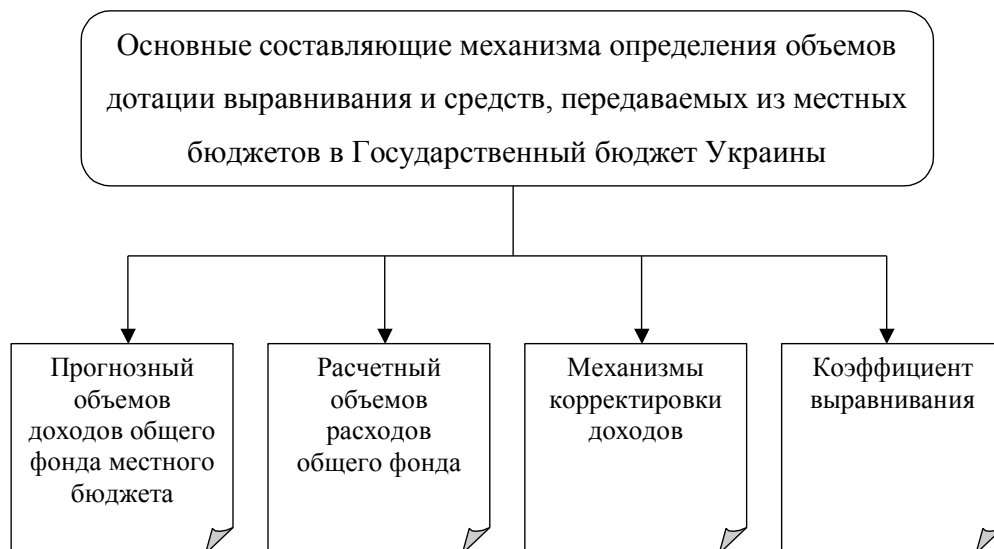 Основные составляющие механизма определения объемов
дотации выравнивания и средств, передаваемых из местных
бюджетов в Государственный бюджет Украины
Прогнозный
объемов
доходов общего
фонда местного
бюджета
Расчетный
объемов
расходов
общего фонда
Механизмы
корректировки
доходов
Коэффициент
выравнивания